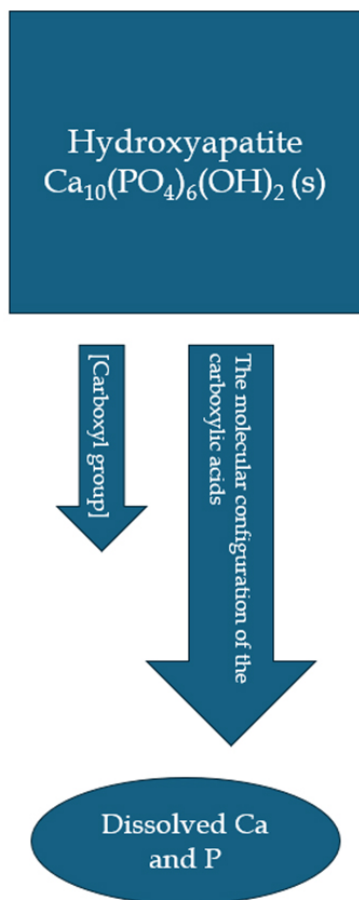 Hydroxyapatite
Ca₁₀(PO₄)₆(OH)₂ (s)
[Carboxyl group]
The molecular configuration of the
carboxylic acids
Dissolved Ca
and P